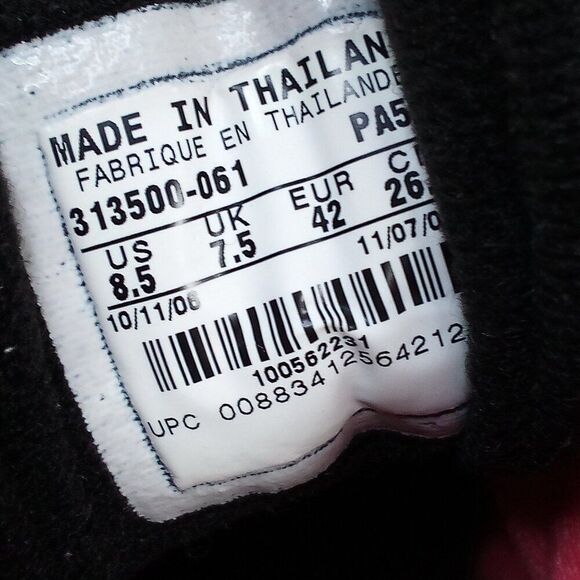 MADE IN THAILAN
FABRIQUE EN THAILANDE
313500-061 PA5
US UK EUR C
8.5 7.5 42 26
10/11/06 11/07/0
100562231
UPC 00883412564212